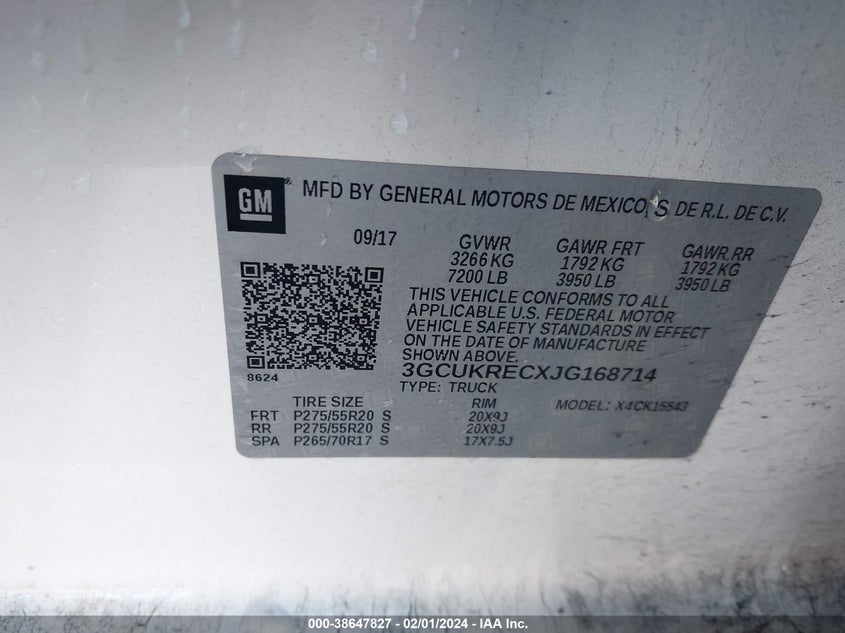 GM® MFD BY GENERAL MOTORS DE MEXICO, S DE R.L. DE C.V.
09/17 GVWR GAWR FRT GAWR RR
3266 KG 1792 KG 1792 KG
7200 LB 3950 LB 3950 LB
THIS VEHICLE CONFORMS TO ALL
APPLICABLE U.S. FEDERAL MOTOR
VEHICLE SAFETY STANDARDS IN EFFECT
ON THE DATE OF MANUFACTURE
SHOWN ABOVE.
8624 3GCUKRECXJG168714
TYPE: TRUCK
TIRE SIZE RIM MODEL: X4CK15543
FRT P275/55R20 S 20X9J
RR P275/55R20 S 20X9J
SPA P265/70R17 S 17X7.5J
000-38647827 - 02/01/2024 - IAA Inc.